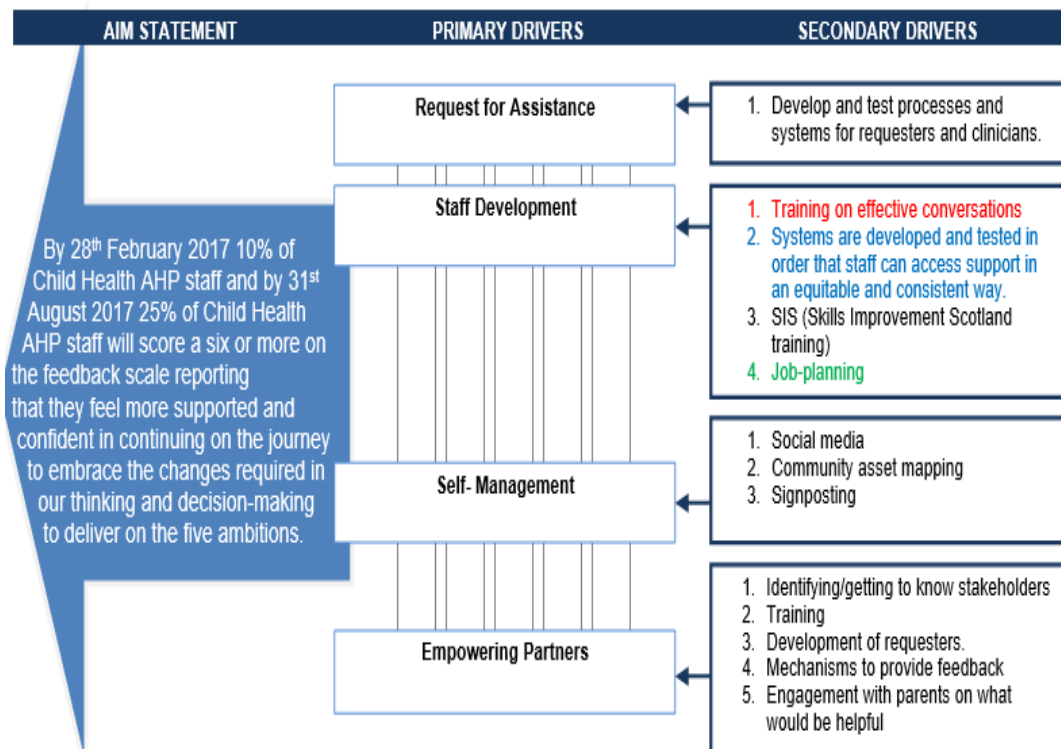 AIM STATEMENT
PRIMARY DRIVERS
SECONDARY DRIVERS
By 28th February 2017 10% of
Child Health AHP staff and by 31st
August 2017 25% of Child Health
AHP staff will score a six or more on
the feedback scale reporting
that they feel more supported and
confident in continuing on the journey
to embrace the changes required in
our thinking and decision-making
to deliver on the five ambitions.
Request for Assistance
1. Develop and test processes and
systems for requesters and clinicians.
Staff Development
1. Training on effective conversations
2. Systems are developed and tested in
order that staff can access support in
an equitable and consistent way.
3. SIS (Skills Improvement Scotland
training)
4. Job-planning
Self- Management
1. Social media
2. Community asset mapping
3. Signposting
Empowering Partners
1. Identifying/getting to know stakeholders
2. Training
3. Development of requesters.
4. Mechanisms to provide feedback
5. Engagement with parents on what
would be helpful